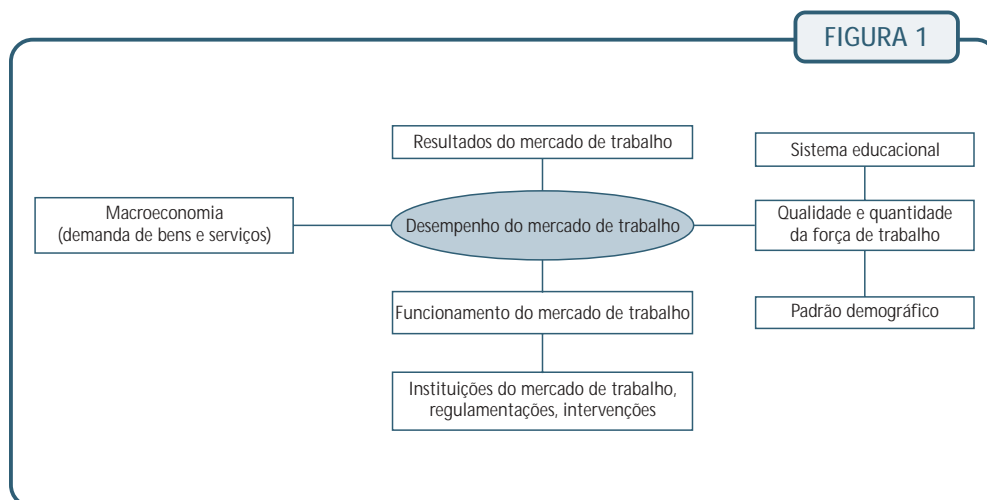 FIGURA 1
Resultados do mercado de trabalho
Sistema educacional
Macroeconomia
(demanda de bens e serviços)
Desempenho do mercado de trabalho
Qualidade e quantidade
da força de trabalho
Funcionamento do mercado de trabalho
Padrão demográfico
Instituições do mercado de trabalho,
regulamentações, intervenções